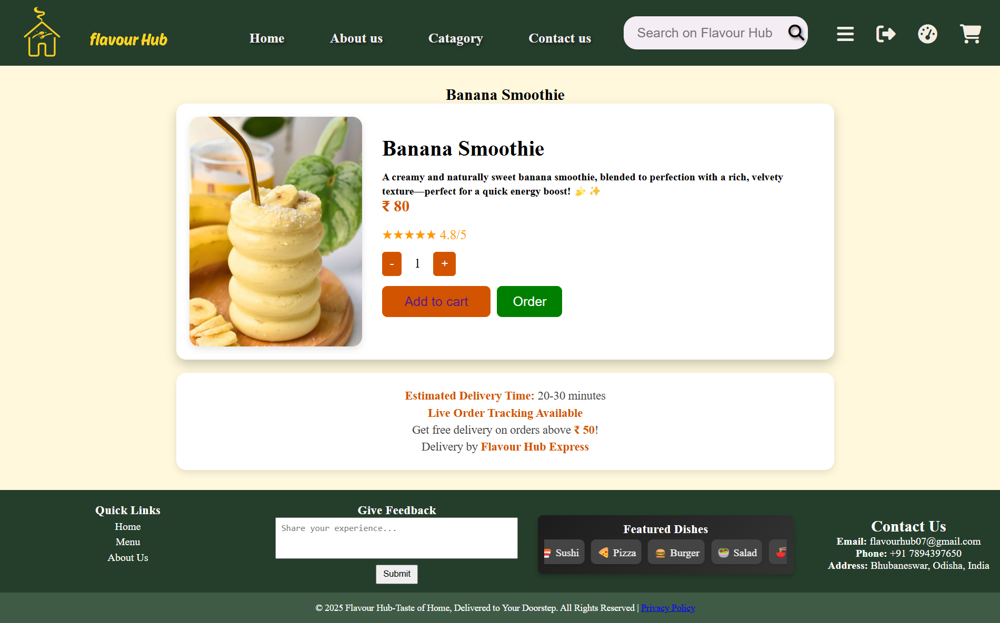 flavour Hub
Home
About us
Catagory
Contact us
Search on Flavour Hub
Banana Smoothie
Banana Smoothie
A creamy and naturally sweet banana smoothie, blended to perfection with a rich, velvety
texture—perfect for a quick energy boost! 🍌 ✨
₹ 80
★★★★★ 4.8/5
- 1 +
Add to cart
Order
Estimated Delivery Time: 20-30 minutes
Live Order Tracking Available
Get free delivery on orders above ₹ 50!
Delivery by Flavour Hub Express
Quick Links
Home
Menu
About Us
Give Feedback
Share your experience...
Submit
Featured Dishes
Sushi
🍕 Pizza
🍔 Burger
🥗 Salad
Contact Us
Email: flavourhub07@gmail.com
Phone: +91 7894397650
Address: Bhubaneswar, Odisha, India
© 2025 Flavour Hub-Taste of Home, Delivered to Your Doorstep. All Rights Reserved | Privacy Policy